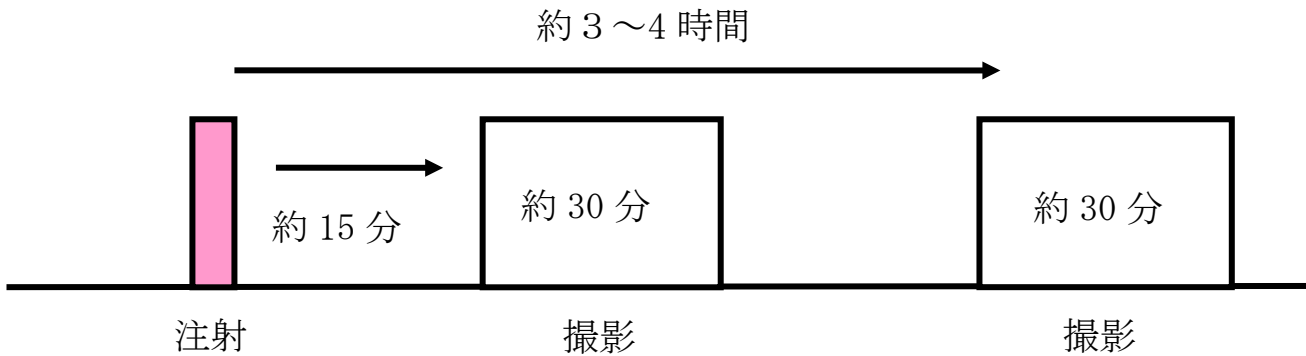 約３～4 時間
約 15 分
約 30 分
約 30 分
注射
撮影
撮影